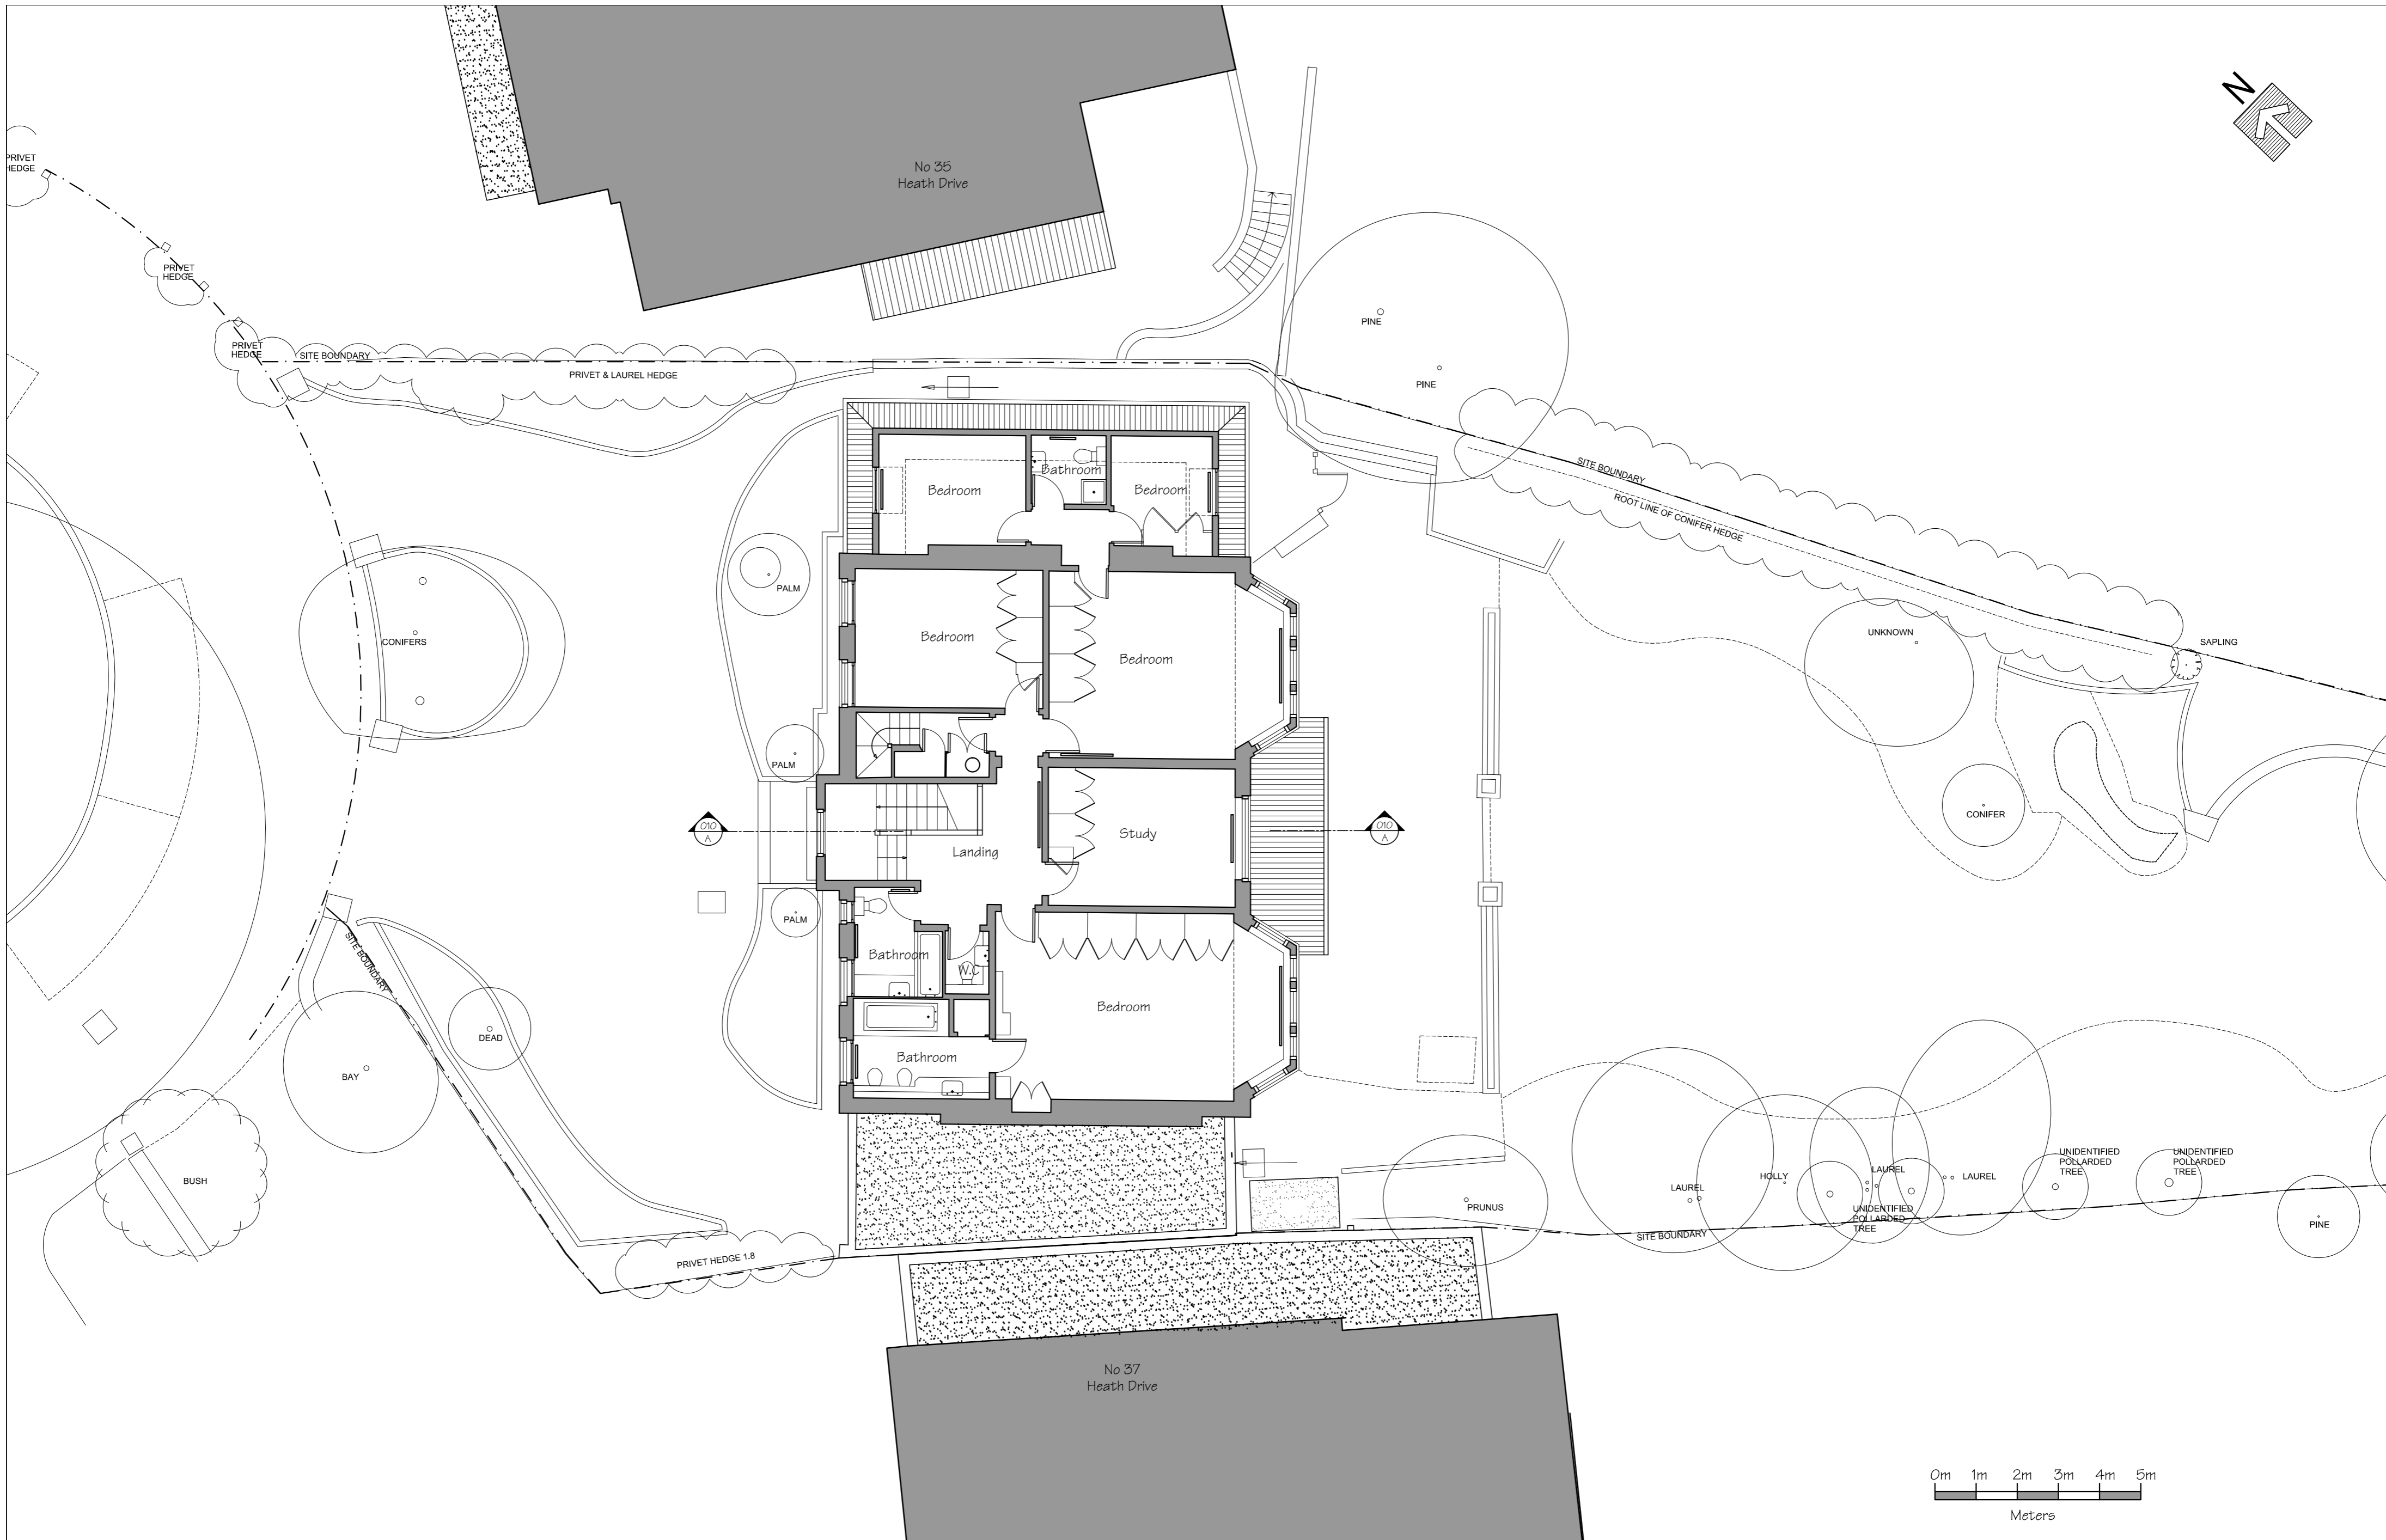 N
No 35
Heath Drive
PRIVET
HEDGE
PRIVET
HEDGE
PRIVET
HEDGE
SITE BOUNDARY
PRIVET & LAUREL HEDGE
PINE
PINE
SITE BOUNDARY
ROOT LINE OF CONIFER HEDGE
Bathroom
Bedroom
Bedroom
PALM
CONIFERS
Bedroom
Bedroom
UNKNOWN
SAPLING
PALM
CONIFER
010
A
Study
010
A
Landing
PALM
SITE BOUNDARY
Bathroom
W.C
Bedroom
DEAD
Bathroom
BAY
BUSH
PRIVET HEDGE 1.8
PRUNUS
LAUREL
HOLLY
LAUREL
LAUREL
UNIDENTIFIED
POLLARDED
TREE
UNIDENTIFIED
POLLARDED
TREE
UNIDENTIFIED
POLLARDED
TREE
PINE
SITE BOUNDARY
No 37
Heath Drive
0m 1m 2m 3m 4m 5m
Meters